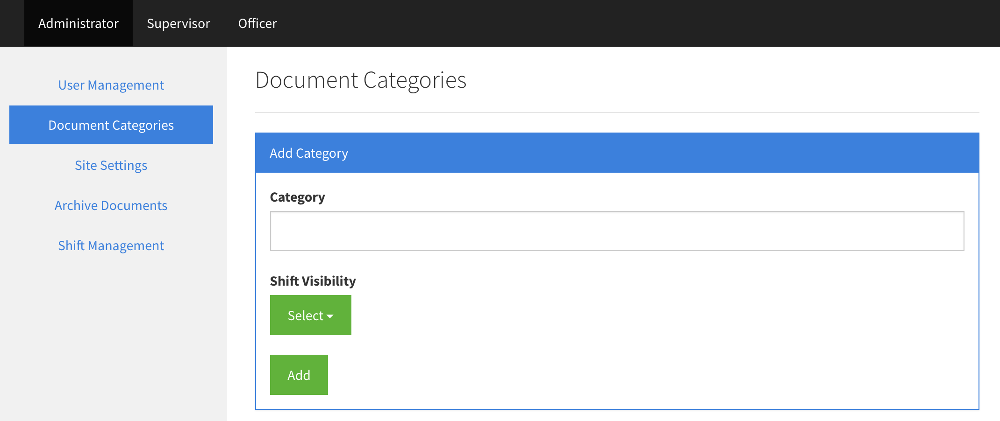 Administrator Supervisor Officer
User Management
Document Categories
Site Settings
Archive Documents
Shift Management
Document Categories
Add Category
Category
Shift Visibility
Select
Add